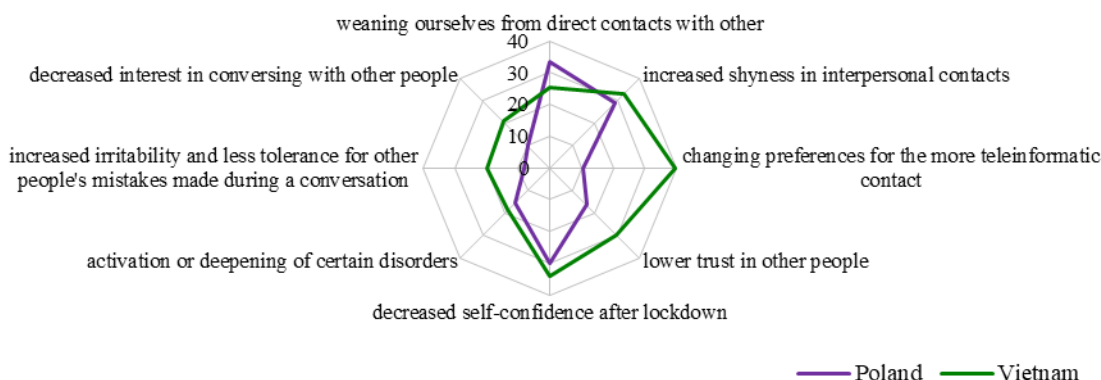 weaning ourselves from direct contacts with other
40
decreased interest in conversing with other people
30
increased shyness in interpersonal contacts
20
10
increased irritability and less tolerance for other
people's mistakes made during a conversation
0
changing preferences for the more teleinformatic
contact
activation or deepening of certain disorders
lower trust in other people
decreased self-confidence after lockdown
Poland
Vietnam